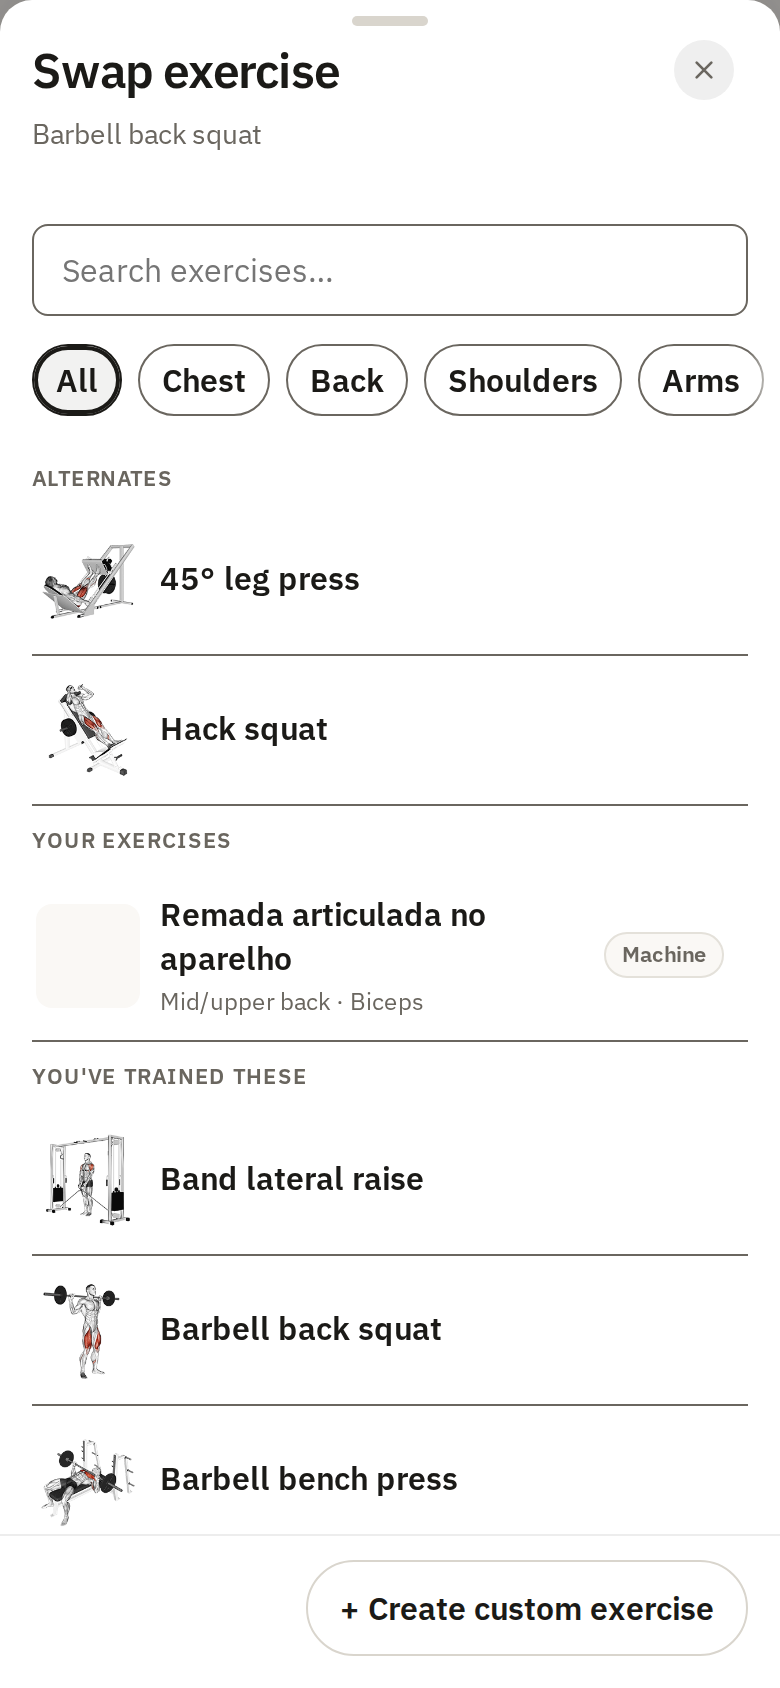 Swap exercise
Barbell back squat
Search exercises...
All Chest Back Shoulders Arms
ALTERNATES
45° leg press
Hack squat
YOUR EXERCISES
Remada articulada no
aparelho
Machine
Mid/upper back · Biceps
YOU'VE TRAINED THESE
Band lateral raise
Barbell back squat
Barbell bench press
+ Create custom exercise